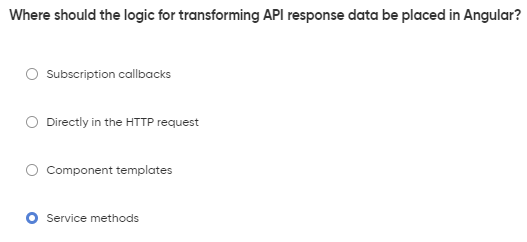 Where should the logic for transforming API response data be placed in Angular?
Subscription callbacks
Directly in the HTTP request
Component templates
Service methods